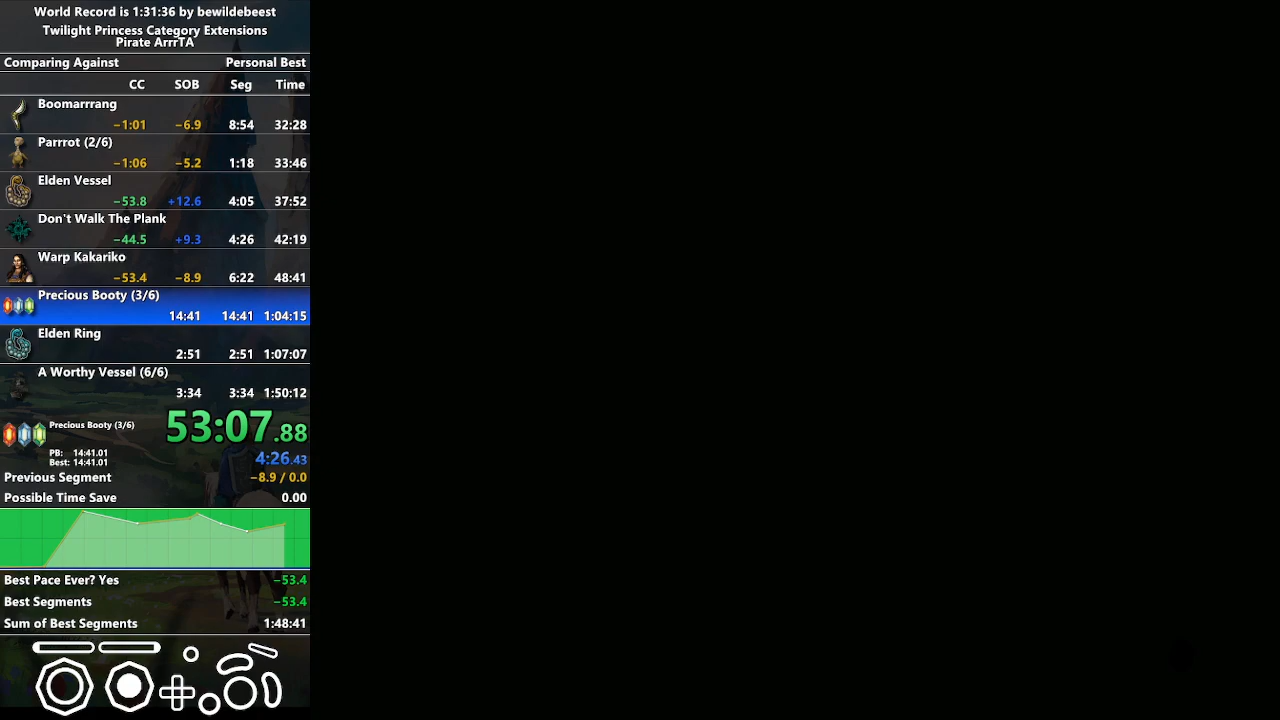 World Record is 1:31:36 by bewildebeest
Twilight Princess Category Extensions
Pirate ArrrTA
Comparing Against Personal Best
CC SOB Seg Time
Boomarrrang
−1:01 −6.9 8:54 32:28
Parrrot (2/6)
−1:06 −5.2 1:18 33:46
Elden Vessel
−53.8 +12.6 4:05 37:52
Don't Walk The Plank
−44.5 +9.3 4:26 42:19
Warp Kakariko
−53.4 −8.9 6:22 48:41
Precious Booty (3/6)
14:41 14:41 1:04:15
Elden Ring
2:51 2:51 1:07:07
A Worthy Vessel (6/6)
3:34 3:34 1:50:12
53:07.88
Precious Booty (3/6)
PB: 14:41.01
Best: 14:41.01
4:26.43
Previous Segment −8.9 / 0.0
Possible Time Save 0.00
Best Pace Ever? Yes −53.4
Best Segments −53.4
Sum of Best Segments 1:48:41